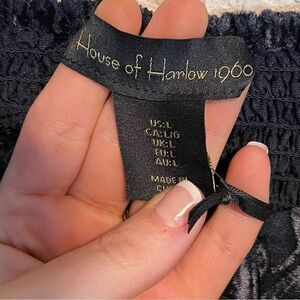 House of Harlow 1960
US:L
CA:L/G
UK:L
EU:L
AU:L
MADE IN